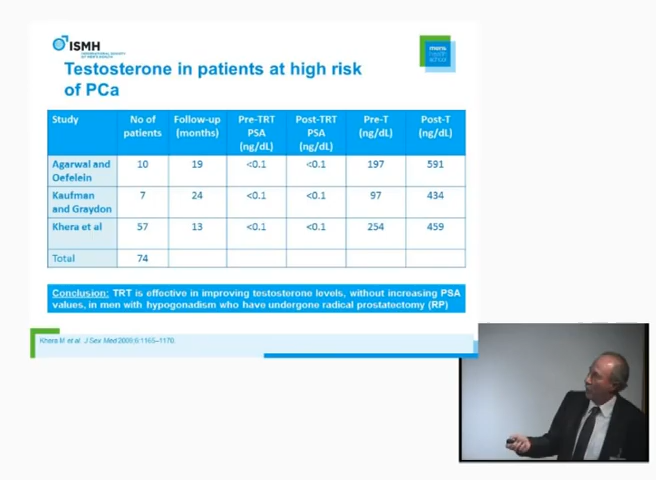 ISMH
Testosterone in patients at high risk
of PCa
Study No of patients Follow-up (months) Pre-TRT PSA (ng/dL) Post-TRT PSA (ng/dL) Pre-T (ng/dL) Post-T (ng/dL)
Agarwal and Oefelein 10 19 <0.1 <0.1 197 591
Kaufman and Graydon 7 24 <0.1 <0.1 97 434
Khera et al 57 13 <0.1 <0.1 254 459
Total 74
Conclusion: TRT is effective in improving testosterone levels, without increasing PSA
values, in men with hypogonadism who have undergone radical prostatectomy (RP)
Khera M et al. J Sex Med 2009;6:1165–1170.